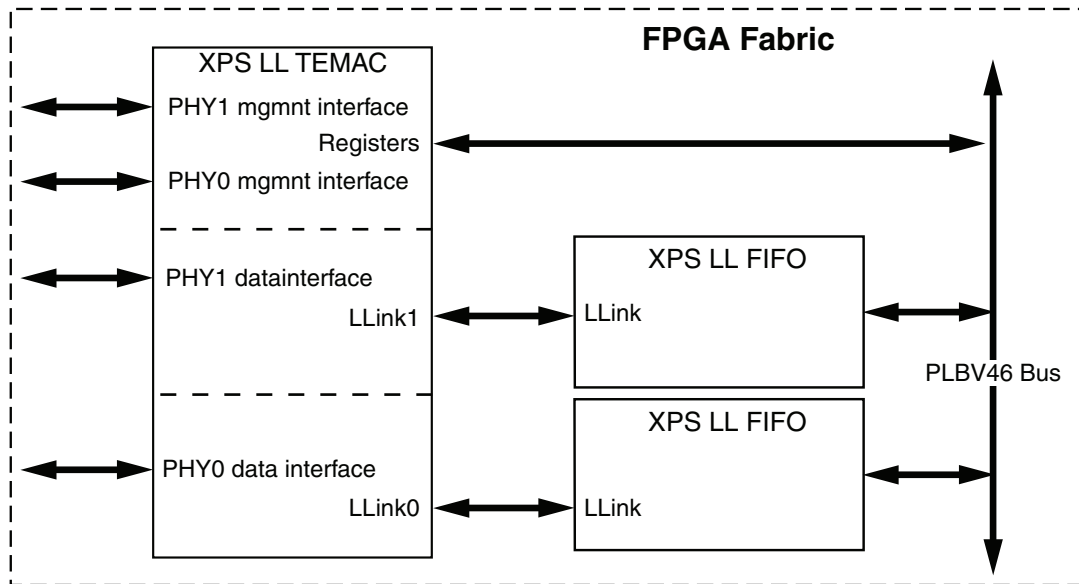 FPGA Fabric
XPS LL TEMAC
PHY1 mgmnt interface
Registers
PHY0 mgmnt interface
XPS LL FIFO
PHY1 datainterface
LLink1
LLink
PLBV46 Bus
XPS LL FIFO
PHY0 data interface
LLink0
LLink